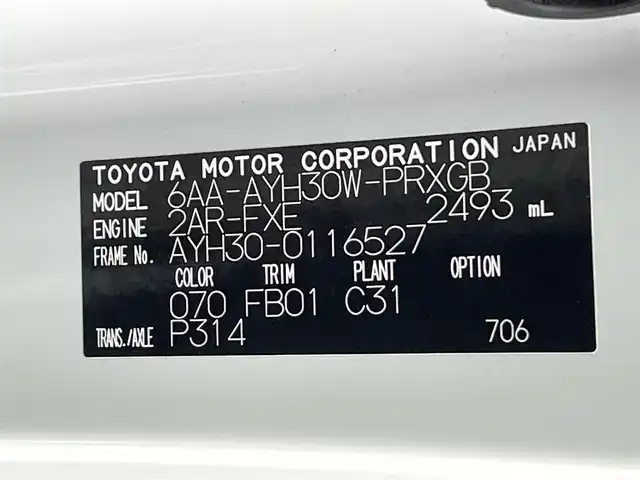 TOYOTA MOTOR CORPORATION JAPAN
MODEL 6AA-AYH30W-PRXGB
ENGINE 2AR-FXE 2493 mL
FRAME No. AYH30-0116527
COLOR TRIM PLANT OPTION
070 FB01 C31
TRANS./AXLE P314 706